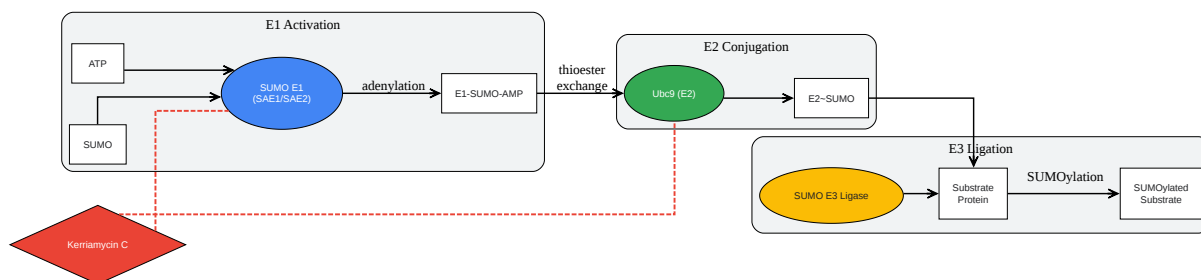 E1 Activation
ATP
SUMO
SUMO E1
(SAE1/SAE2)
adenylation
E1-SUMO-AMP
thioester
exchange
E2 Conjugation
Ubc9 (E2)
E2~SUMO
E3 Ligation
SUMO E3 Ligase
Substrate
Protein
SUMOylation
SUMOylated
Substrate
Kerriamycin C